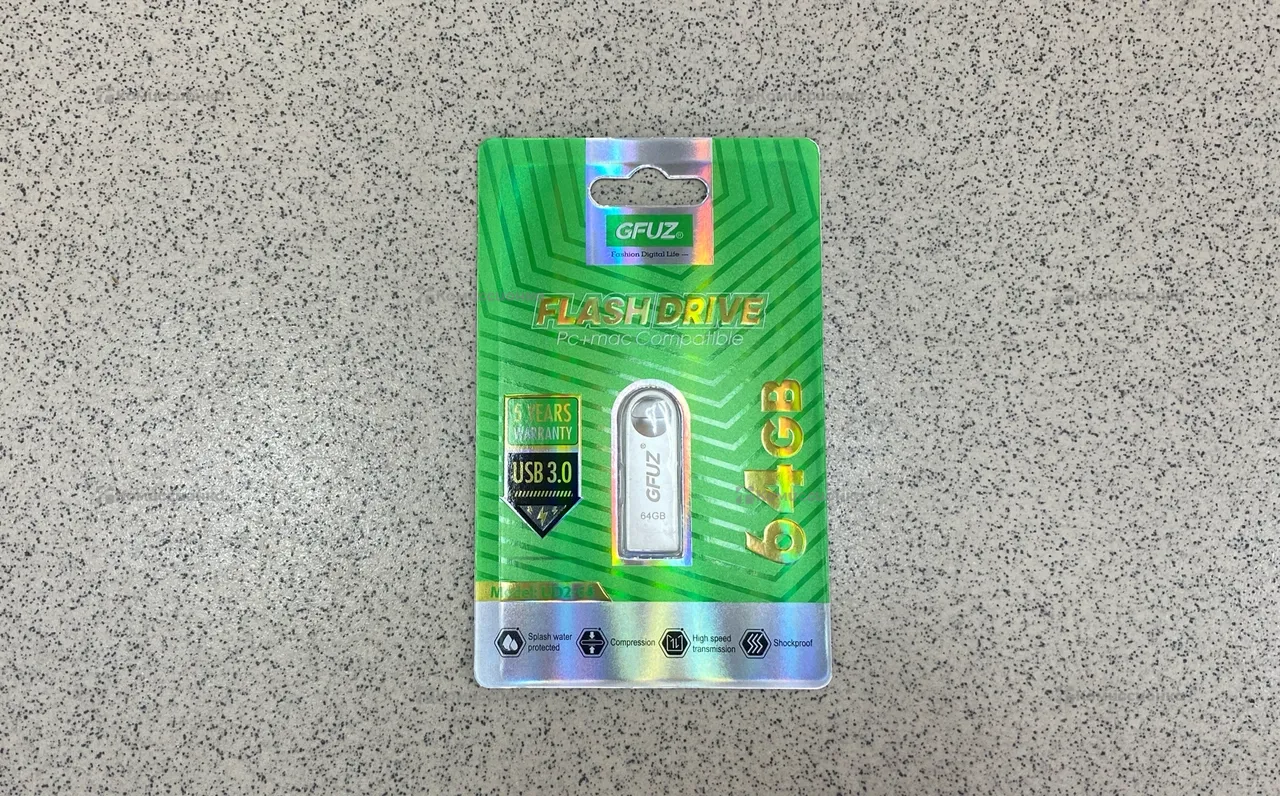 GFUZ®
Fashion Digital Life —
FLASH DRIVE
Pc+mac Compatible
5 YEARS
WARRANTY
USB 3.0
GFUZ®
64GB
64GB
Model:
Splash water
protected
Compression
High speed
transmission
Shockproof